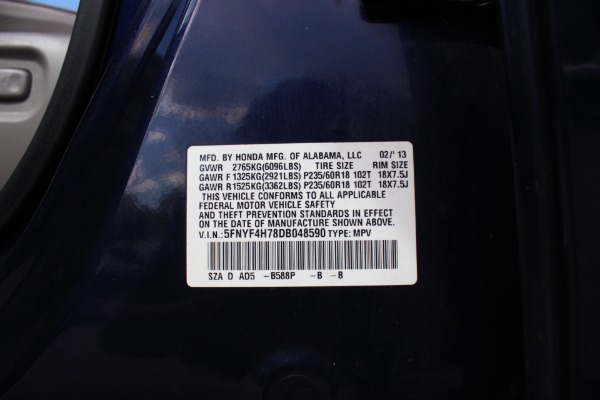 MFD. BY HONDA MFG. OF ALABAMA, LLC 02/'13
GVWR 2765KG(6096LBS) TIRE SIZE RIM SIZE
GAWR F 1325KG(2921LBS) P235/60R18 102T 18X7.5J
GAWR R1525KG(3362LBS) P235/60R18 102T 18X7.5J
THIS VEHICLE CONFORMS TO ALL APPLICABLE
FEDERAL MOTOR VEHICLE SAFETY
AND THEFT PREVENTION STANDARDS IN EFFECT
ON THE DATE OF MANUFACTURE SHOWN ABOVE.
V.I.N.:5FNYF4H78DB048590 TYPE: MPV
SZA D AD5 -B588P -B -B